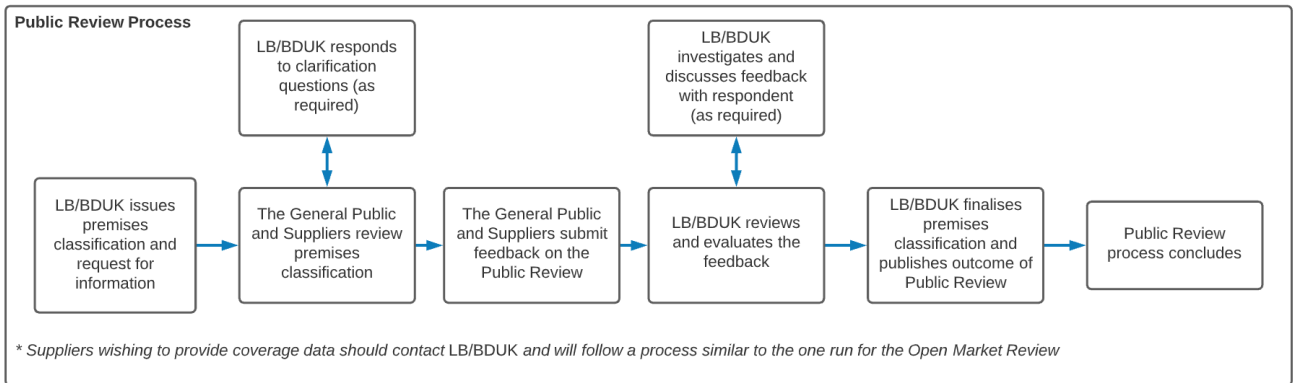 Public Review Process
LB/BDUK responds
to clarification
questions (as
required)
LB/BDUK
investigates and
discusses feedback
with respondent
(as required)
LB/BDUK issues
premises
classification and
request for
information
The General Public
and Suppliers review
premises
classification
The General Public
and Suppliers submit
feedback on the
Public Review
LB/BDUK reviews
and evaluates the
feedback
LB/BDUK finalises
premises
classification and
publishes outcome of
Public Review
Public Review
process concludes
* Suppliers wishing to provide coverage data should contact LB/BDUK and will follow a process similar to the one run for the Open Market Review